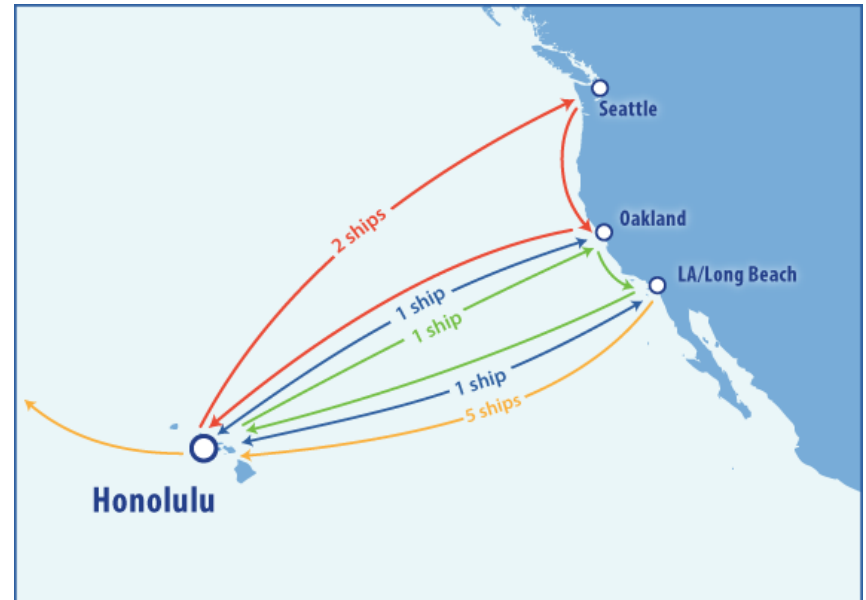 Seattle
2 ships
Oakland
LA/Long Beach
1 ship
1 ship
1 ship
5 ships
Honolulu